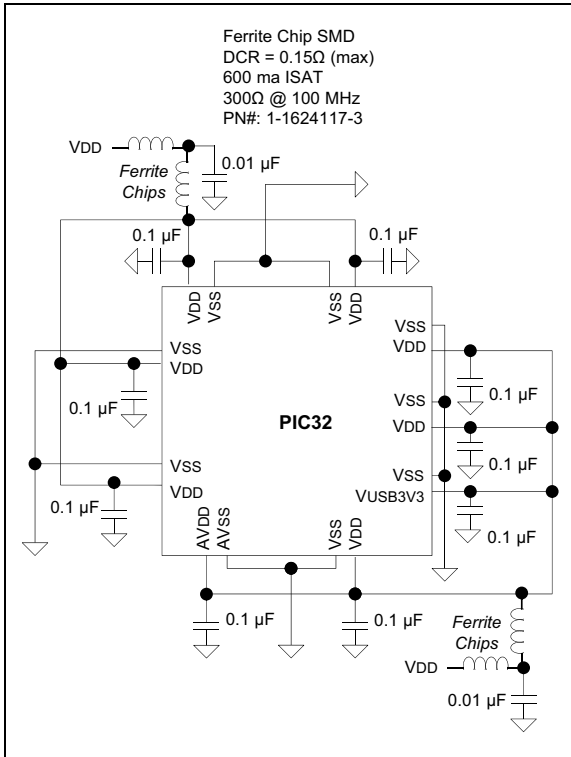 Ferrite Chip SMD
DCR = 0.15Ω (max)
600 ma ISAT
300Ω @ 100 MHz
PN#: 1-1624117-3
VDD
0.01 µF
Ferrite
Chips
0.1 µF
0.1 µF
VDD
VSS
VSS
VDD
VSS
VDD
VSS
VDD
0.1 µF
0.1 µF
VSS
PIC32
VDD
0.1 µF
VSS
VSS
VDD
VUSB3V3
0.1 µF
0.1 µF
AVDD
AVSS
VSS
VDD
0.1 µF
0.1 µF
Ferrite
Chips
VDD
0.01 µF